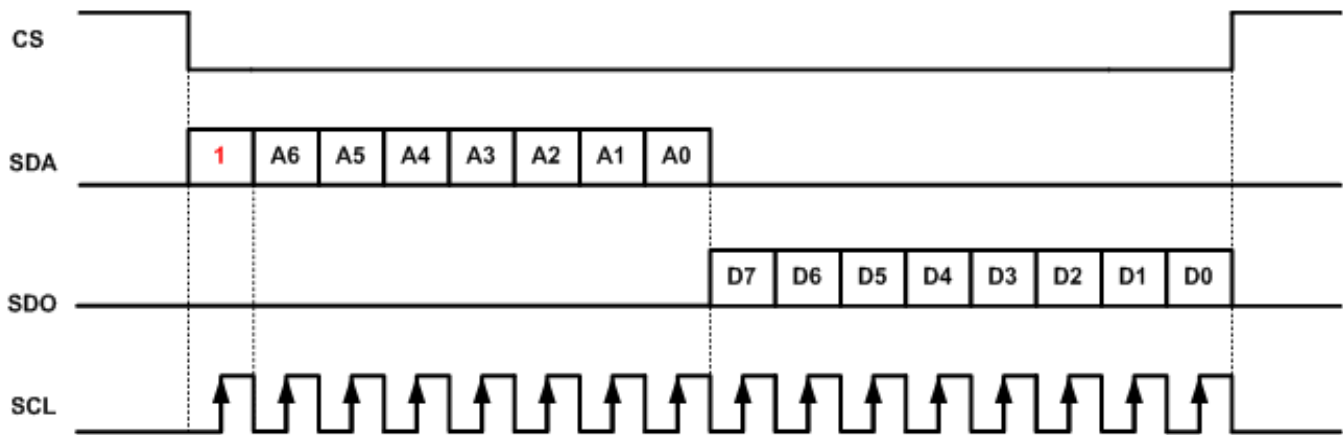 CS
SDA 1 A6 A5 A4 A3 A2 A1 A0
SDO D7 D6 D5 D4 D3 D2 D1 D0
SCL